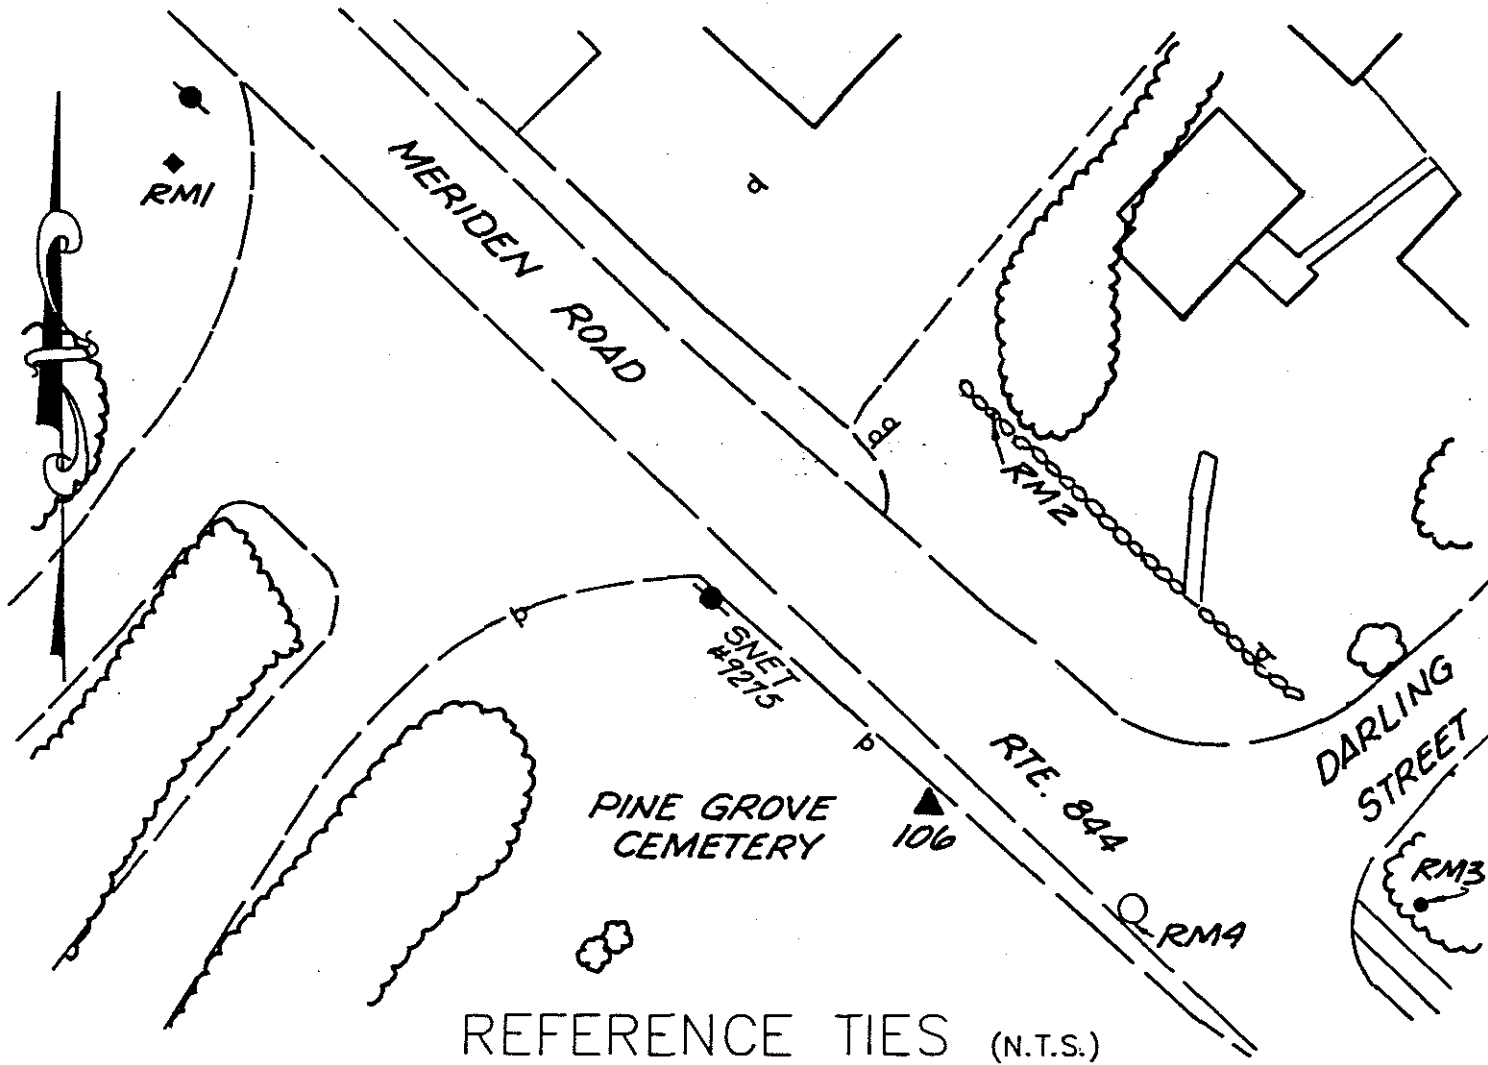 RM1
MERIDEN ROAD
RM2
SNET
#9275
DARLING
STREET
RTE. 844
PINE GROVE
CEMETERY
106
RM3
RM4
REFERENCE TIES (N.T.S.)